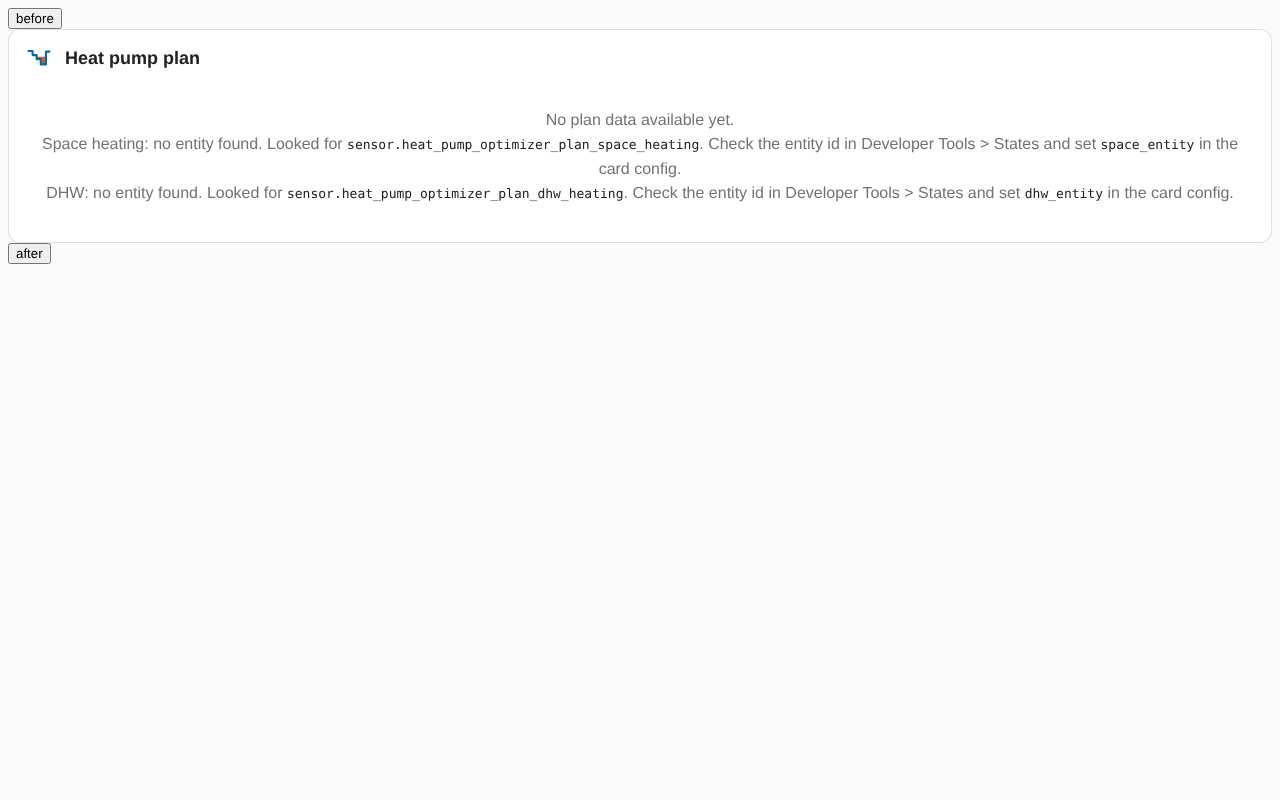 before
Heat pump plan
No plan data available yet.
Space heating: no entity found. Looked for sensor.heat_pump_optimizer_plan_space_heating. Check the entity id in Developer Tools > States and set space_entity in the
card config.
DHW: no entity found. Looked for sensor.heat_pump_optimizer_plan_dhw_heating. Check the entity id in Developer Tools > States and set dhw_entity in the card config.
after